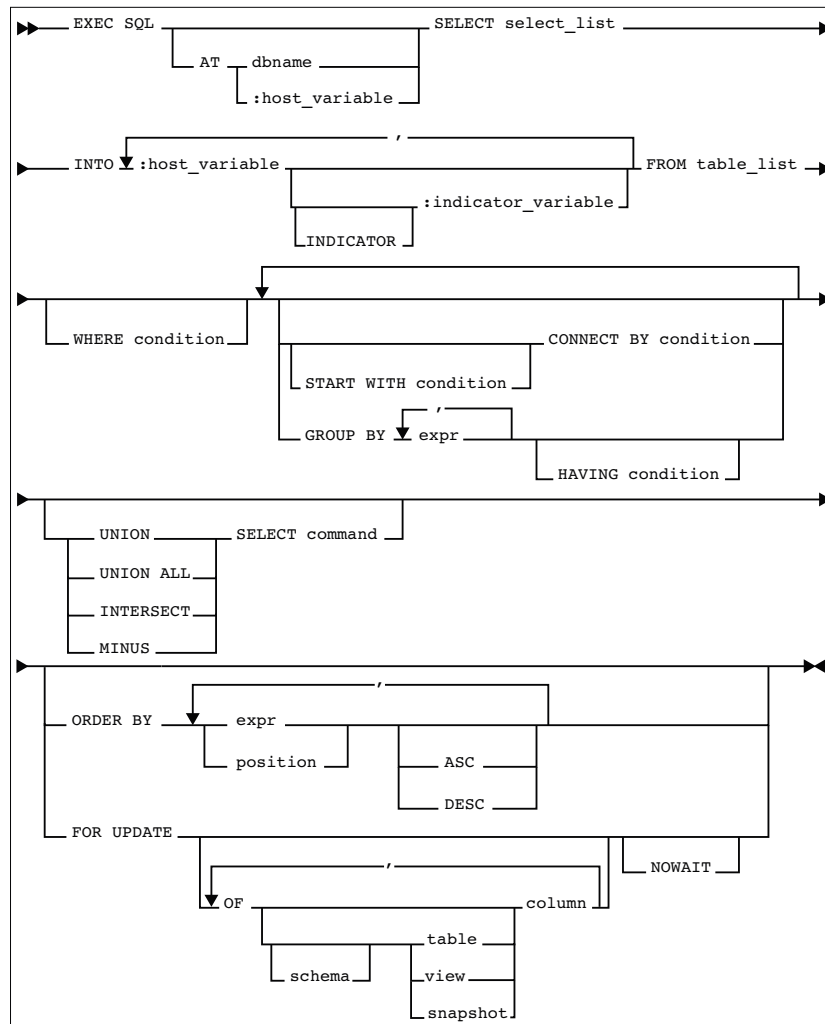 EXEC SQL SELECT select_list
AT dbname
:host_variable
,
INTO :host_variable FROM table_list
:indicator_variable
INDICATOR
WHERE condition CONNECT BY condition
START WITH condition
,
GROUP BY expr
HAVING condition
UNION SELECT command
UNION ALL
INTERSECT
MINUS
,
ORDER BY expr
position ASC
DESC
FOR UPDATE
NOWAIT
,
OF column
table
schema view
snapshot